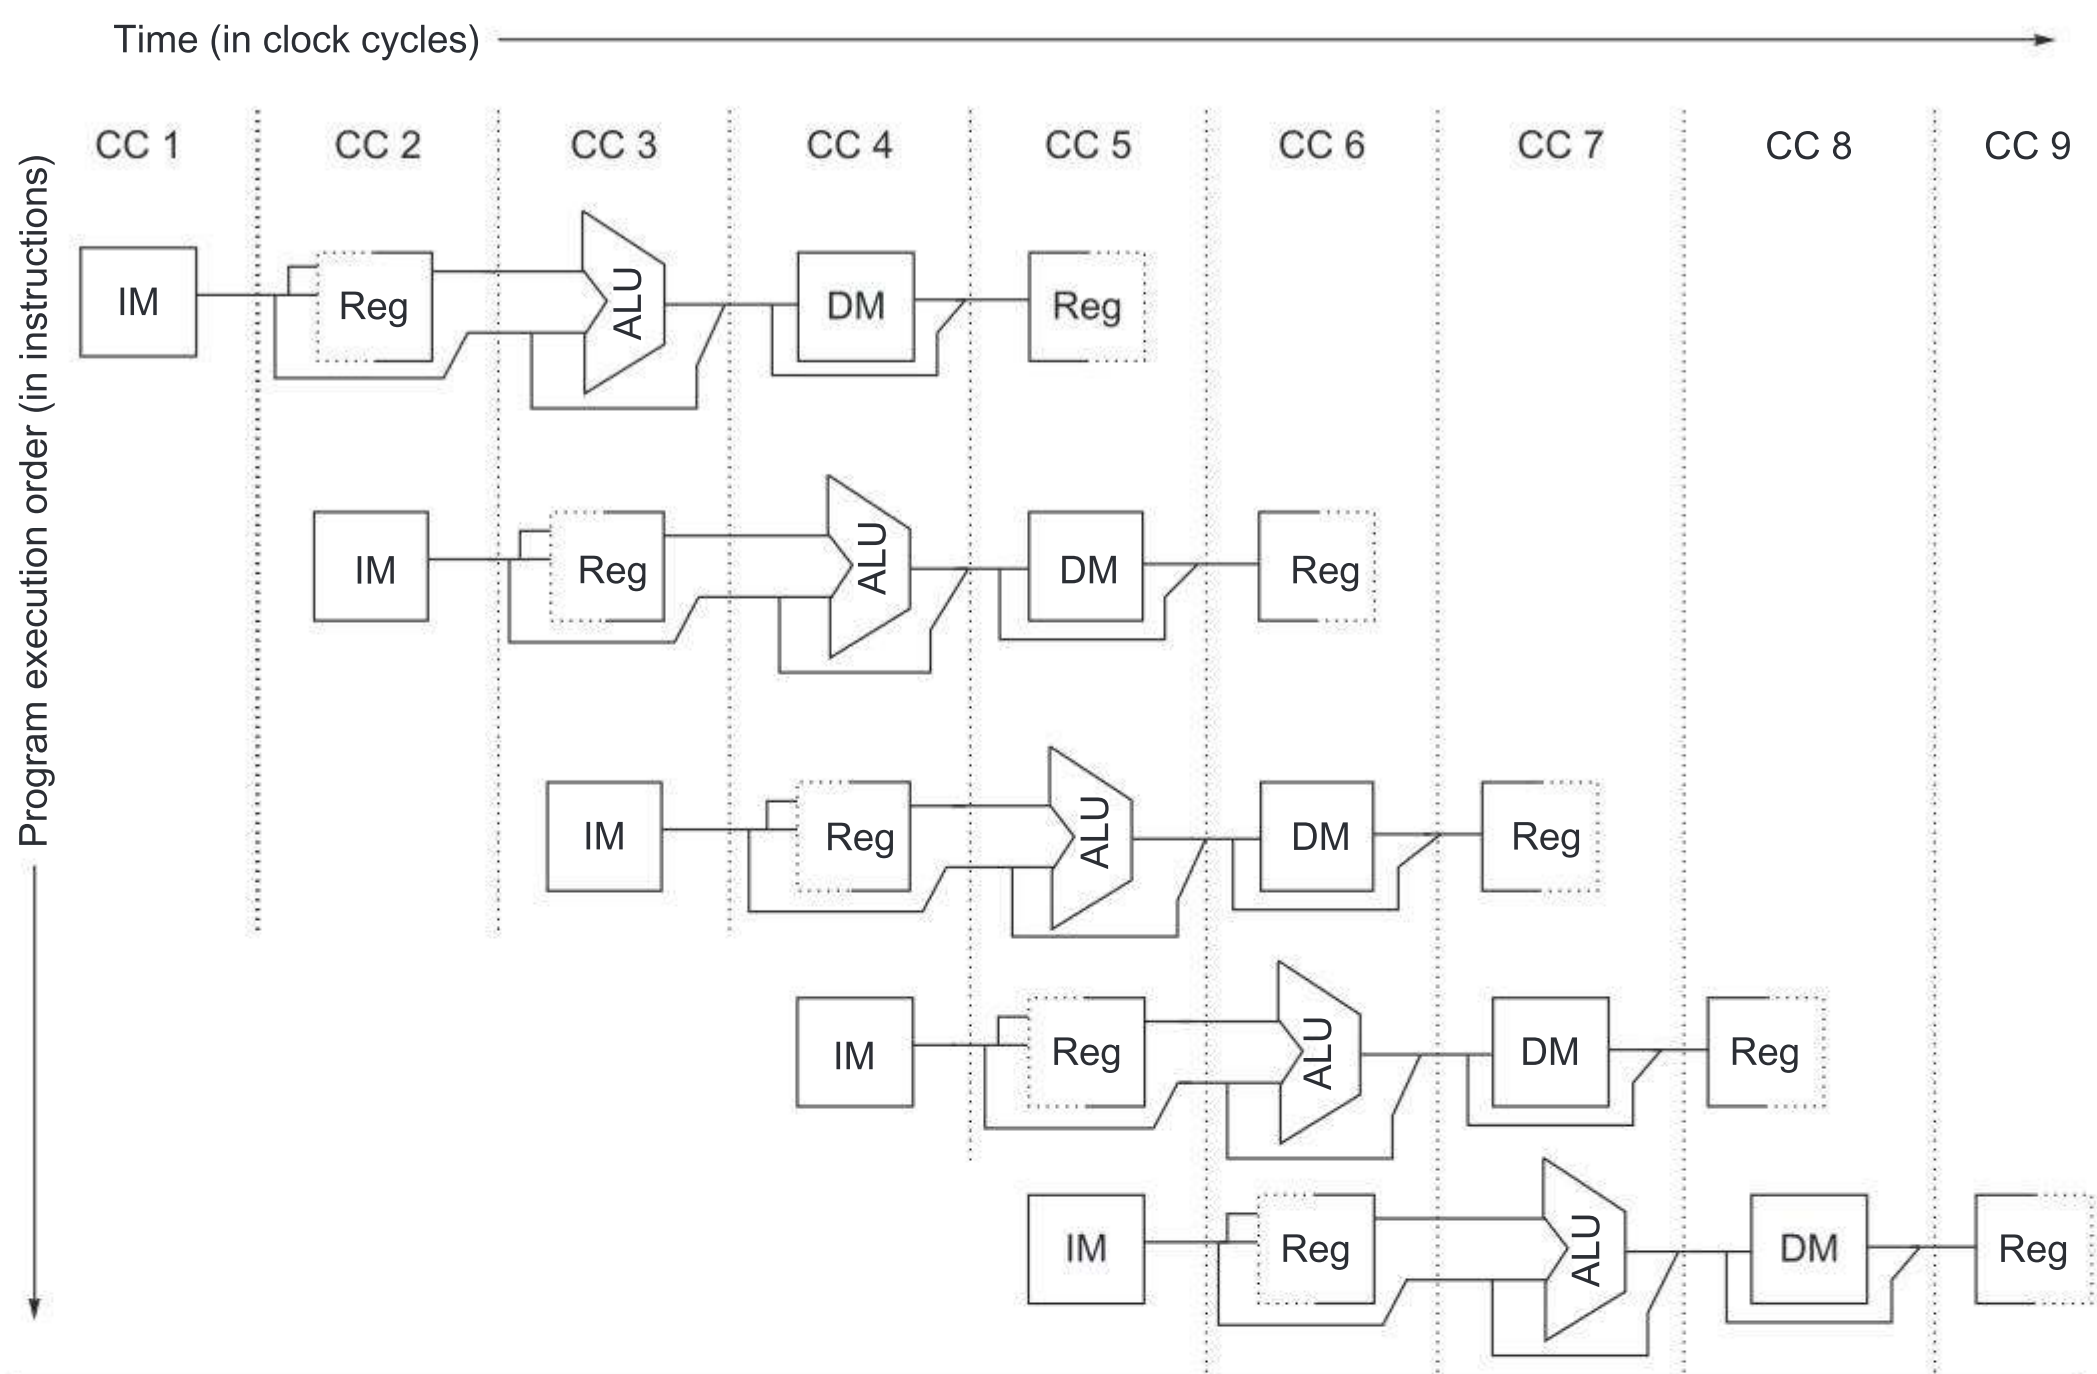 Time (in clock cycles)
CC 1 CC 2 CC 3 CC 4 CC 5 CC 6 CC 7 CC 8 CC 9
Program execution order (in instructions)
IM Reg ALU DM Reg
IM Reg ALU DM Reg
IM Reg ALU DM Reg
IM Reg ALU DM Reg
IM Reg ALU DM Reg